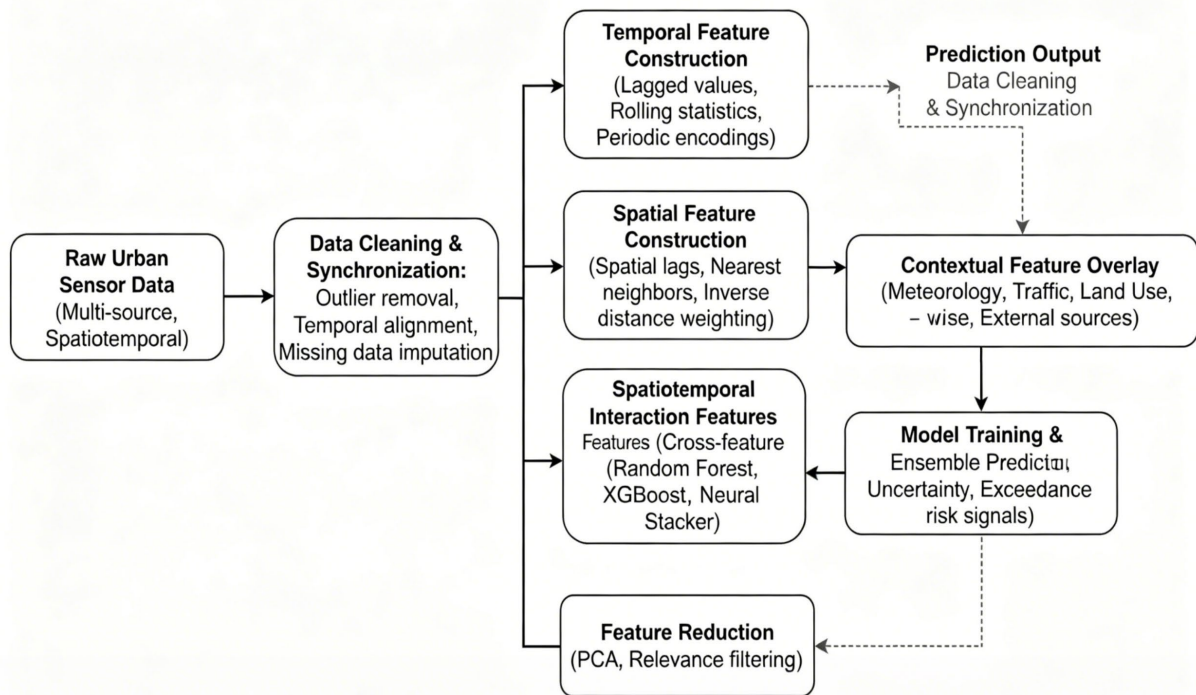 Raw Urban
Sensor Data
(Multi-source,
Spatiotemporal)
Data Cleaning &
Synchronization:
Outlier removal,
Temporal alignment,
Missing data imputation
Temporal Feature
Construction
(Lagged values,
Rolling statistics,
Periodic encodings)
Prediction Output
Data Cleaning
& Synchronization
Spatial Feature
Construction
(Spatial lags, Nearest
neighbors, Inverse
distance weighting)
Contextual Feature Overlay
(Meteorology, Traffic, Land Use,
External sources)
Spatiotemporal
Interaction Features
Features (Cross-feature
(Random Forest,
XGBoost, Neural
Stacker)
Model Training &
Ensemble
Uncertainty, Exceedance
risk signals)
Feature Reduction
(PCA, Relevance filtering)